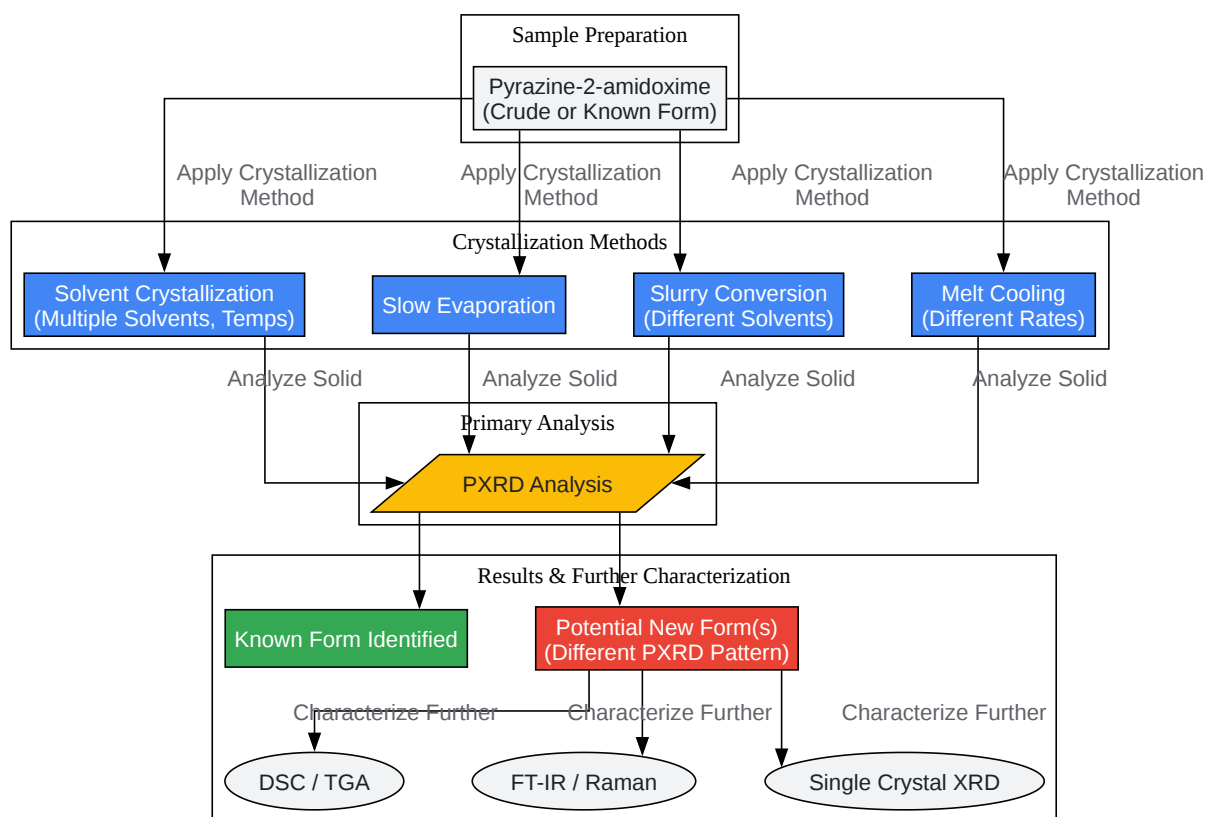 Sample Preparation
Pyrazine-2-amidoxime
(Crude or Known Form)
Apply Crystallization
Method
Apply Crystallization
Method
Apply Crystallization
Method
Apply Crystallization
Method
Crystallization Methods
Solvent Crystallization
(Multiple Solvents, Temps)
Slow Evaporation
Slurry Conversion
(Different Solvents)
Melt Cooling
(Different Rates)
Analyze Solid
Analyze Solid
Analyze Solid
Analyze Solid
Primary Analysis
PXRD Analysis
Results & Further Characterization
Known Form Identified
Potential New Form(s)
(Different PXRD Pattern)
Characterize Further
Characterize Further
Characterize Further
DSC / TGA
FT-IR / Raman
Single Crystal XRD